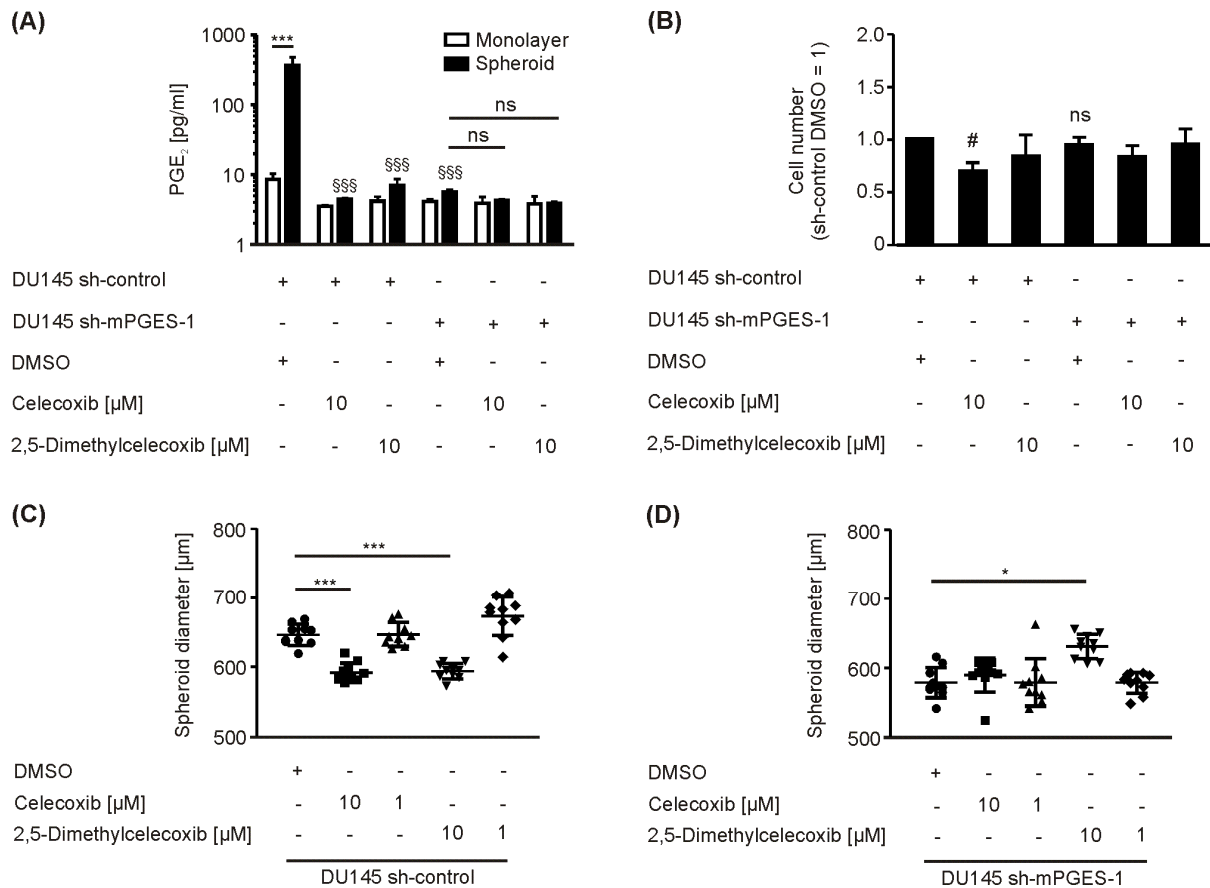 (A)
1000
100
10
1
PGE₂ [pg/ml]
Monolayer
Spheroid
***
§§§
§§§
§§§
ns
ns
DU145 sh-control + + + - - -
DU145 sh-mPGES-1 - - - + + +
DMSO + - - + - -
Celecoxib [µM] - 10 - - 10 -
2,5-Dimethylcelecoxib [µM] - - 10 - - 10
(B)
2.0
1.5
1.0
0.5
0
Cell number
(sh-control DMSO = 1)
#
ns
DU145 sh-control + + + - - -
DU145 sh-mPGES-1 - - - + + +
DMSO + - - + - -
Celecoxib [µM] - 10 - - 10 -
2,5-Dimethylcelecoxib [µM] - - 10 - - 10
(C)
800
700
600
500
Spheroid diameter [µm]
***
***
DMSO + - - - -
Celecoxib [µM] - 10 1 - -
2,5-Dimethylcelecoxib [µM] - - - 10 1
DU145 sh-control
(D)
800
700
600
500
Spheroid diameter [µm]
*
DMSO + - - - -
Celecoxib [µM] - 10 1 - -
2,5-Dimethylcelecoxib [µM] - - - 10 1
DU145 sh-mPGES-1